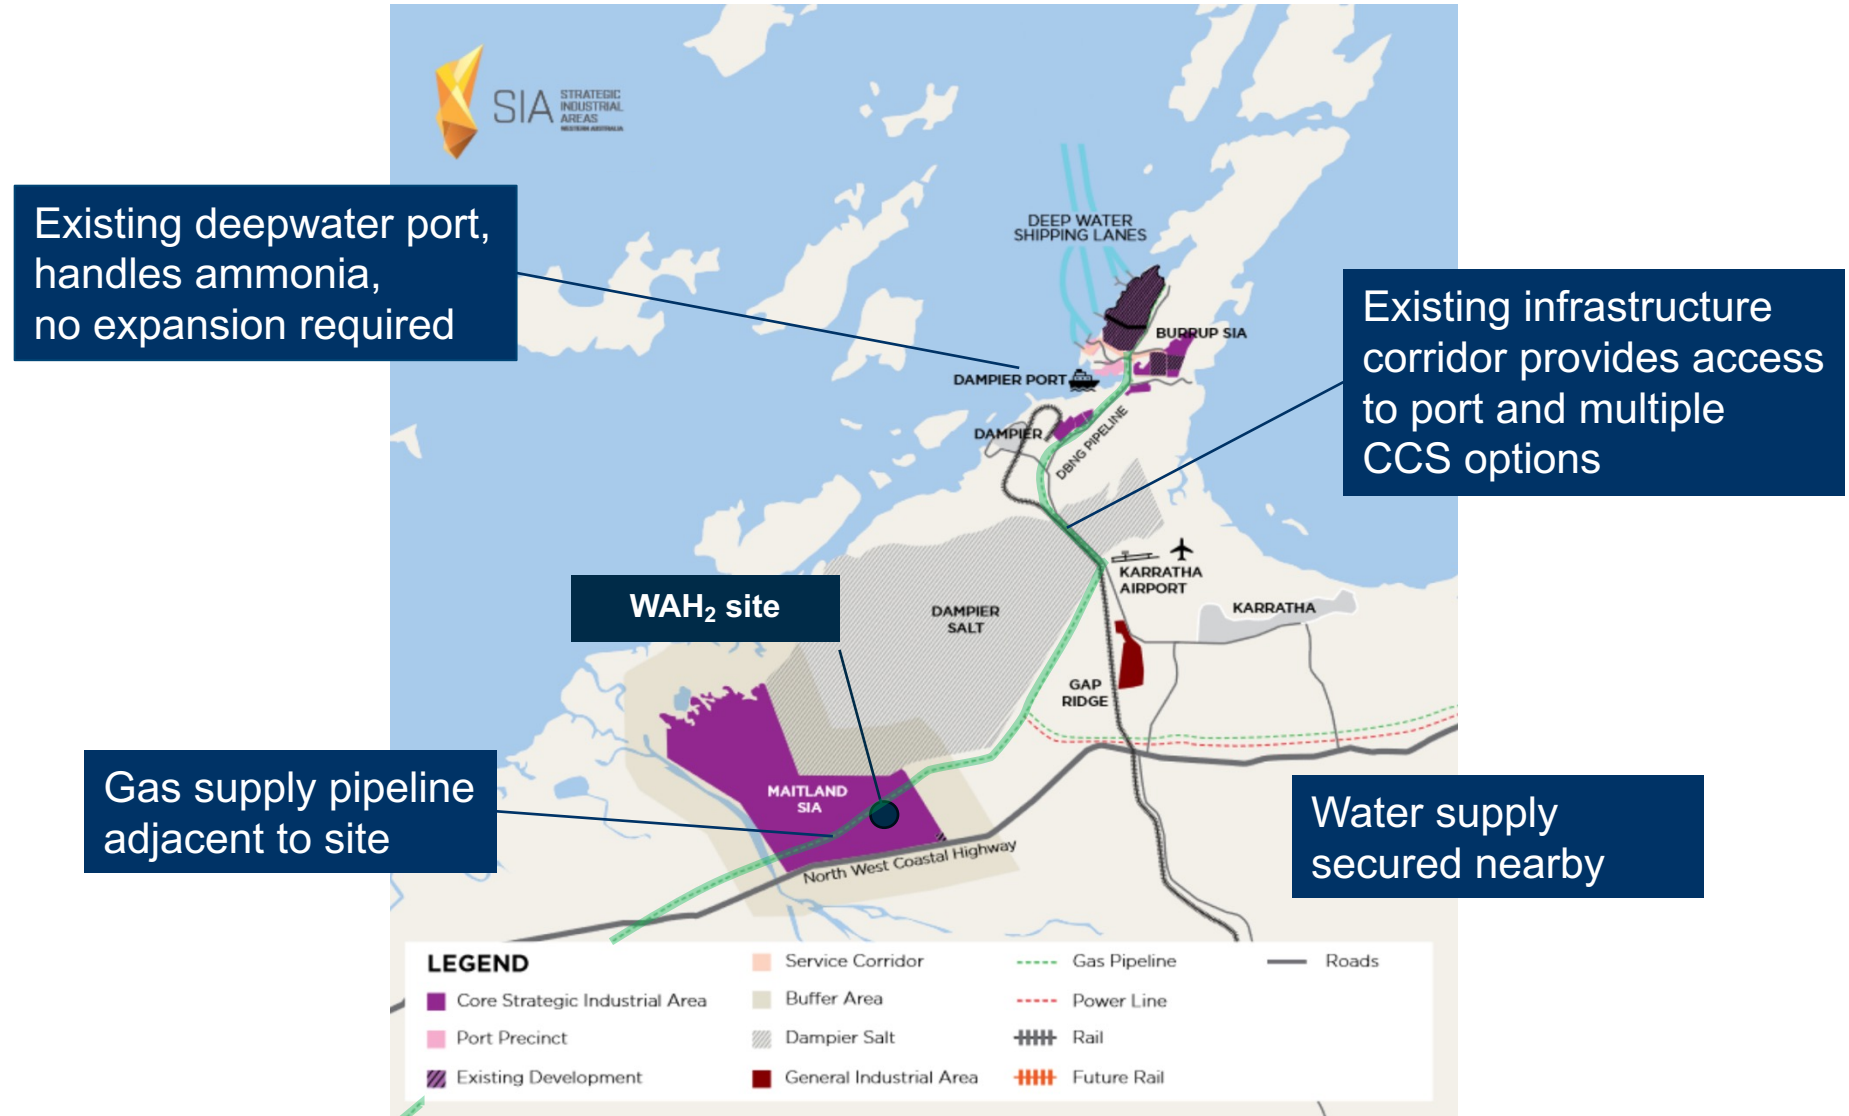 SIA
STRATEGIC
INDUSTRIAL
AREAS
WESTERN AUSTRALIA
Existing deepwater port,
handles ammonia,
no expansion required
DEEP WATER
SHIPPING LANES
Existing infrastructure
corridor provides access
to port and multiple
CCS options
BURRUP SIA
DAMPIER PORT
DAMPIER
DBNG PIPELINE
KARRATHA
AIRPORT
KARRATHA
WAH₂ site
DAMPIER
SALT
GAP
RIDGE
Gas supply pipeline
adjacent to site
MAITLAND
SIA
North West Coastal Highway
Water supply
secured nearby
LEGEND
Core Strategic Industrial Area
Port Precinct
Existing Development
Service Corridor
Buffer Area
Dampier Salt
General Industrial Area
Gas Pipeline
Power Line
Rail
Future Rail
Roads